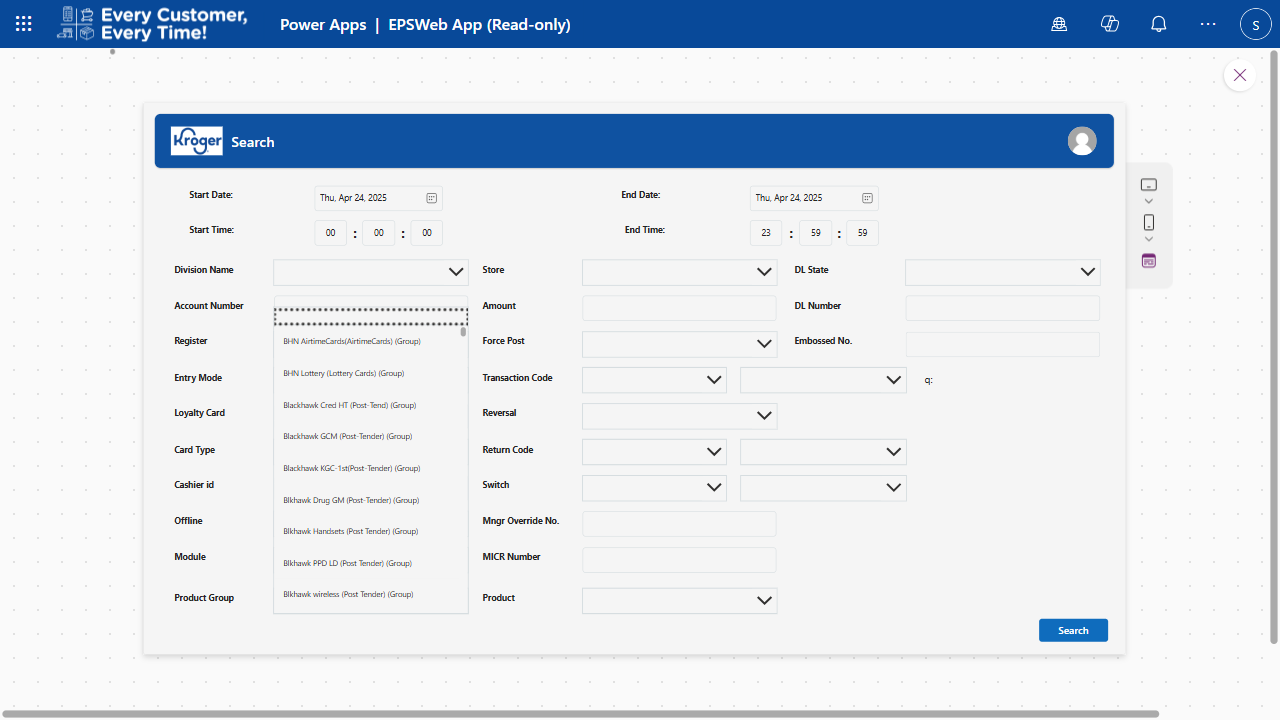 Every Customer,
Every Time!
Power Apps | EPSWeb App (Read-only)
S
Kroger
Search
Start Date:
Thu, Apr 24, 2025
End Date:
Thu, Apr 24, 2025
Start Time:
00 : 00 : 00
End Time:
23 : 59 : 59
Division Name
Store
DL State
Account Number
Amount
DL Number
Register
BHN AirtimeCards(AirtimeCards) (Group)
Force Post
Embossed No.
Entry Mode
BHN Lottery (Lottery Cards) (Group)
Transaction Code
q:
Loyalty Card
Blackhawk Cred HT (Post-Tend) (Group)
Reversal
Card Type
Blackhawk GCM (Post-Tender) (Group)
Return Code
Blackhawk KGC-1st(Post-Tender) (Group)
Cashier id
Switch
Blkhawk Drug GM (Post-Tender) (Group)
Offline
Blkhawk Handsets (Post Tender) (Group)
Mngr Override No.
Module
Blkhawk PPD LD (Post Tender) (Group)
MICR Number
Product Group
Blkhawk wireless (Post Tender) (Group)
Product
Search